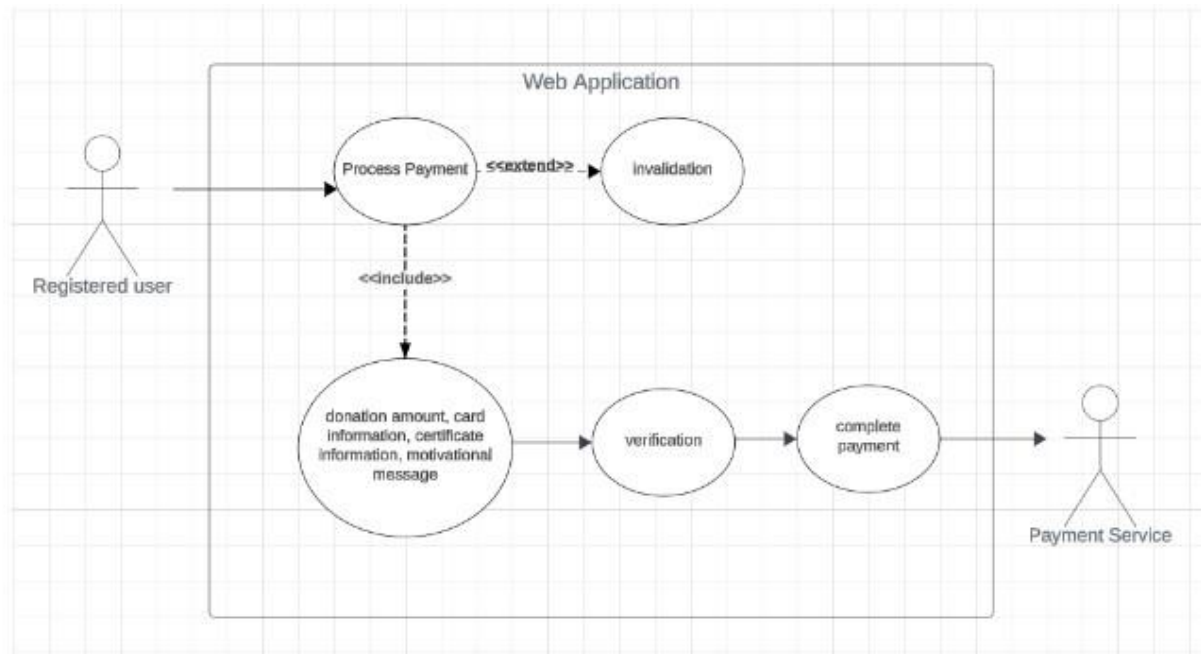 Web Application
Process Payment
<<extend>>
invalidation
Registered user
<<include>>
donation amount, card
information, certificate
information, motivational
message
verification
complete
payment
Payment Service